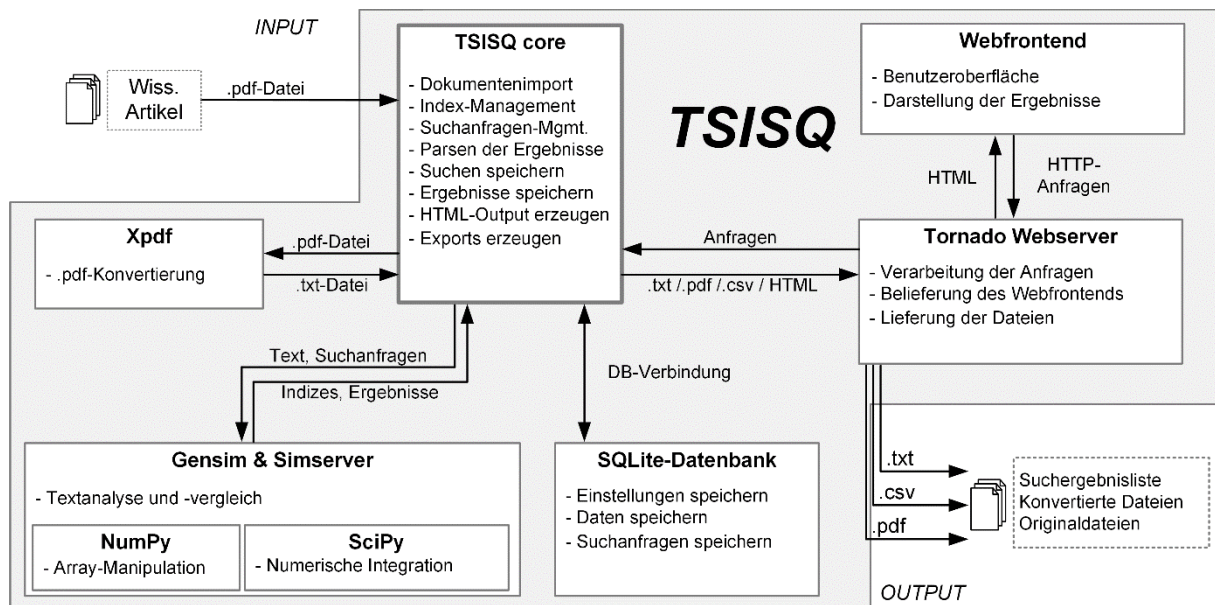 INPUT
Wiss.
Artikel
.pdf-Datei
TSISQ core
- Dokumentenimport
- Index-Management
- Suchanfragen-Mgmt.
- Parsen der Ergebnisse
- Suchen speichern
- Ergebnisse speichern
- HTML-Output erzeugen
- Exports erzeugen
TSISQ
Webfrontend
- Benutzeroberfläche
- Darstellung der Ergebnisse
HTML
HTTP-
Anfragen
Xpdf
- .pdf-Konvertierung
.pdf-Datei
.txt-Datei
Anfragen
.txt /.pdf /.csv / HTML
Tornado Webserver
- Verarbeitung der Anfragen
- Belieferung des Webfrontends
- Lieferung der Dateien
Text, Suchanfragen
Indizes, Ergebnisse
DB-Verbindung
Gensim & Simserver
- Textanalyse und -vergleich
NumPy
- Array-Manipulation
SciPy
- Numerische Integration
SQLite-Datenbank
- Einstellungen speichern
- Daten speichern
- Suchanfragen speichern
.txt
.csv
.pdf
Suchergebnisliste
Konvertierte Dateien
Originaldateien
OUTPUT